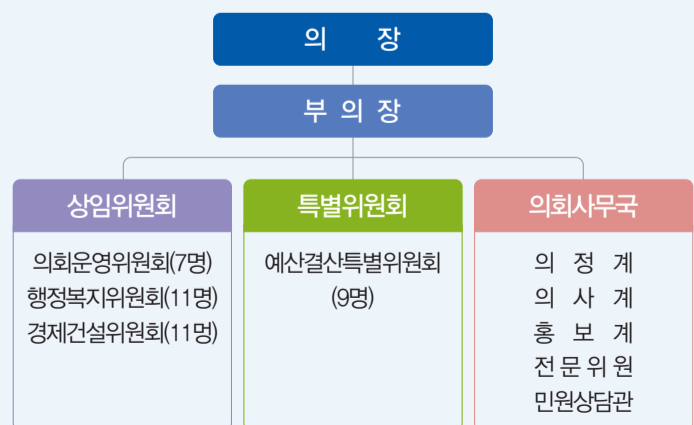 의 장
부 의 장
상임위원회
의회운영위원회(7명)
행정복지위원회(11명)
경제건설위원회(11멍)
특별위원회
예산결산특별위원회
(9명)
의회사무국
의 정 계
의 사 계
홍 보 계
전 문 위 원
민원상담관